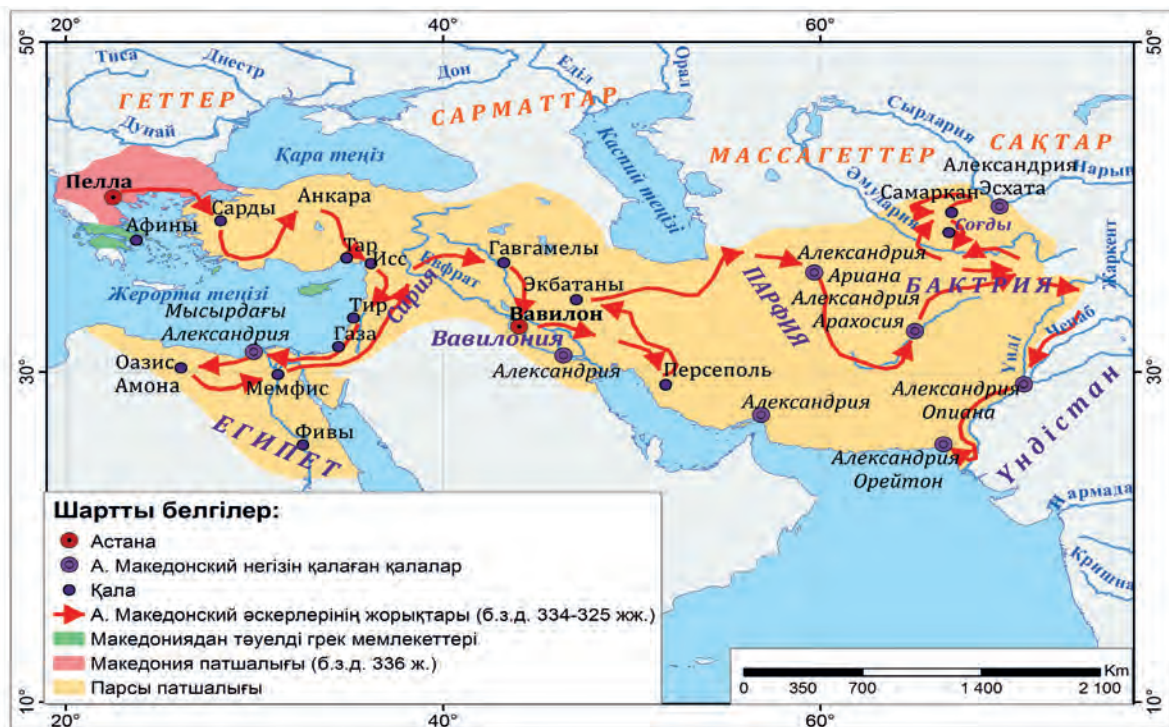 20°
40°
60°
50°
50°
Тиса
Днестр
Дон
Еділ
Орал
ГЕТТЕР
Дунай
САРМАТТАР
Сырдария
САҚТАР
Қара теңіз
Каспий теңізі
МАССАГЕТТЕР
Александрия
Эсхата
Нарын
Пелла
Анкара
Әмудария
Самарқан
Соғды
Афины
Сарды
Тар
Исс
Гавгамелы
Евфрат
Жаркент
Жерорта теңізі
Сирия
Экбатаны
ПАРФИЯ
Александрия
Ариана
БАКТРИЯ
Мысырдағы
Александрия
Тир
Газа
Вавилон
Вавилония
Александрия
Арахосия
Ченаб
Үнді
30°
30°
Оазис
Амона
Мемфис
Александрия
Персеполь
Александрия
Александрия
Опиана
Үндістан
ЕГИПЕТ
Фивы
Александрия
Орейтон
Нармада
Кришна
Шартты белгілер:
Астана
А. Македонский негізін қалаған қалалар
Қала
А. Македонский әскерлерінің жорықтары (б.з.д. 334-325 жж.)
Македониядан тәуелді грек мемлекеттері
Македония патшалығы (б.з.д. 336 ж.)
Парсы патшалығы
Km
0 350 700 1 400 2 100
10°
10°
20°
40°
60°